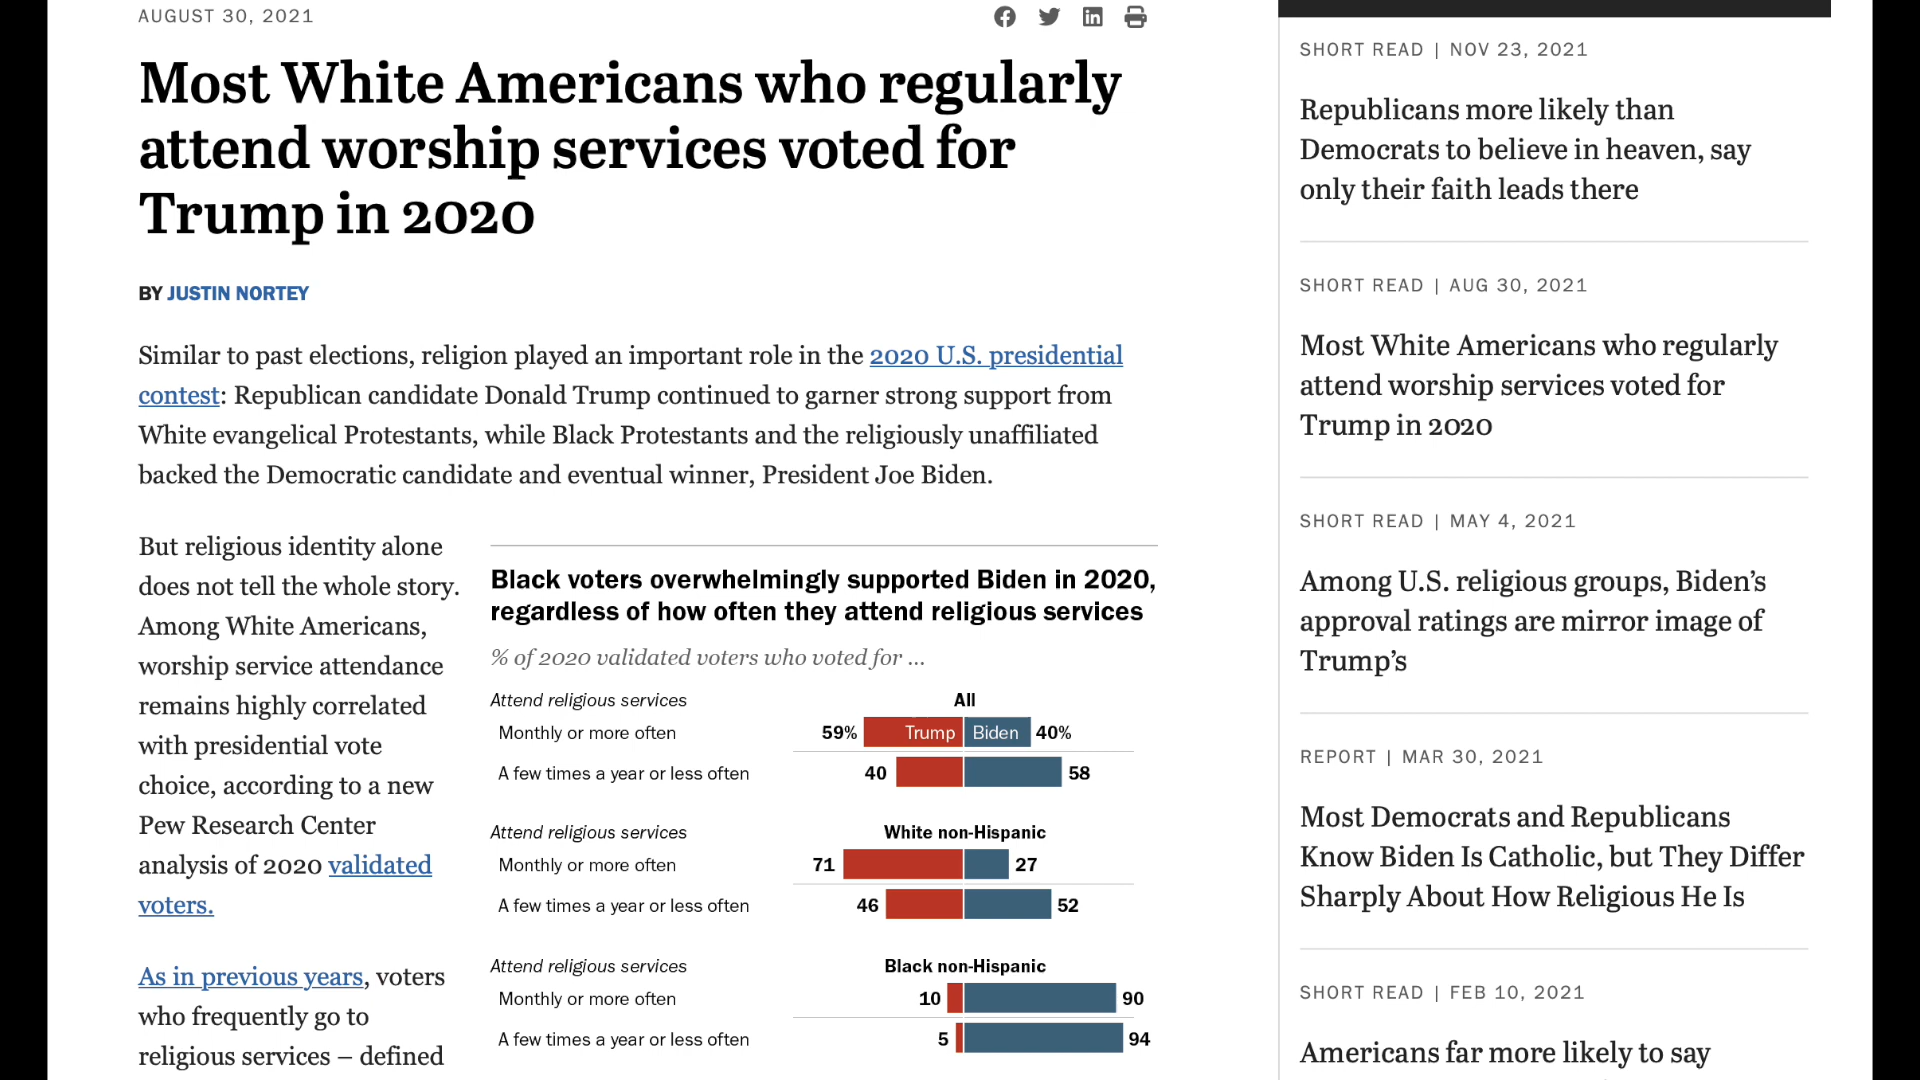 AUGUST 30, 2021
Most White Americans who regularly
attend worship services voted for
Trump in 2020
BY JUSTIN NORTEY
Similar to past elections, religion played an important role in the 2020 U.S. presidential
contest: Republican candidate Donald Trump continued to garner strong support from
White evangelical Protestants, while Black Protestants and the religiously unaffiliated
backed the Democratic candidate and eventual winner, President Joe Biden.
But religious identity alone
does not tell the whole story.
Among White Americans,
worship service attendance
remains highly correlated
with presidential vote
choice, according to a new
Pew Research Center
analysis of 2020 validated
voters.
As in previous years, voters
who frequently go to
religious services – defined
Black voters overwhelmingly supported Biden in 2020,
regardless of how often they attend religious services
% of 2020 validated voters who voted for ...
Attend religious services All
Monthly or more often 59% Trump Biden 40%
A few times a year or less often 40 58
Attend religious services White non-Hispanic
Monthly or more often 71 27
A few times a year or less often 46 52
Attend religious services Black non-Hispanic
Monthly or more often 10 90
A few times a year or less often 5 94
SHORT READ | NOV 23, 2021
Republicans more likely than
Democrats to believe in heaven, say
only their faith leads there
SHORT READ | AUG 30, 2021
Most White Americans who regularly
attend worship services voted for
Trump in 2020
SHORT READ | MAY 4, 2021
Among U.S. religious groups, Biden’s
approval ratings are mirror image of
Trump’s
REPORT | MAR 30, 2021
Most Democrats and Republicans
Know Biden Is Catholic, but They Differ
Sharply About How Religious He Is
SHORT READ | FEB 10, 2021
Americans far more likely to say